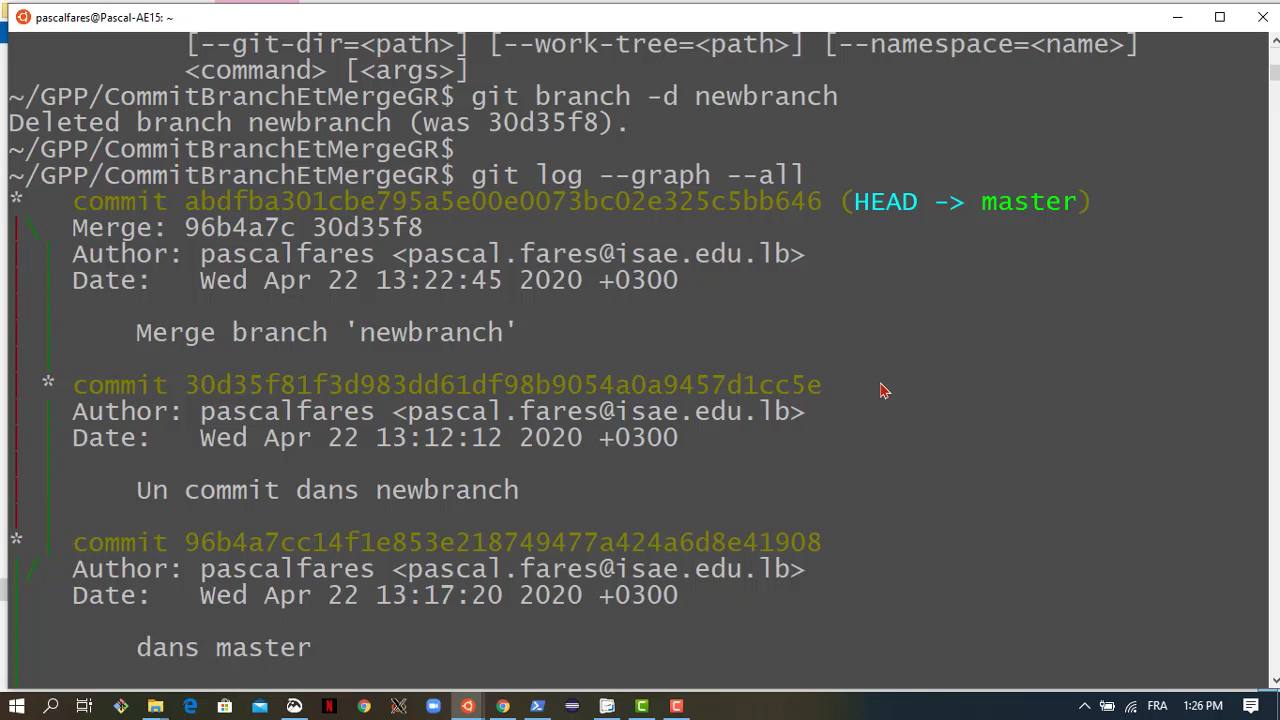 pascalfares@Pascal-AE15: ~
[--git-dir=<path>] [--work-tree=<path>] [--namespace=<name>]
<command> [<args>]
~/GPP/CommitBranchEtMergeGR$ git branch -d newbranch
Deleted branch newbranch (was 30d35f8).
~/GPP/CommitBranchEtMergeGR$
~/GPP/CommitBranchEtMergeGR$ git log --graph --all
* commit abdfba301cbe795a5e00e0073bc02e325c5bb646 (HEAD -> master)
|\ Merge: 96b4a7c 30d35f8
| | Author: pascalfares <pascal.fares@isae.edu.lb>
| | Date: Wed Apr 22 13:22:45 2020 +0300
| | Merge branch 'newbranch'
| * commit 30d35f81f3d983dd61df98b9054a0a9457d1cc5e
| | Author: pascalfares <pascal.fares@isae.edu.lb>
| | Date: Wed Apr 22 13:12:12 2020 +0300
| | Un commit dans newbranch
* | commit 96b4a7cc14f1e853e218749477a424a6d8e41908
|/ Author: pascalfares <pascal.fares@isae.edu.lb>
| Date: Wed Apr 22 13:17:20 2020 +0300
| dans master
FRA 1:26 PM